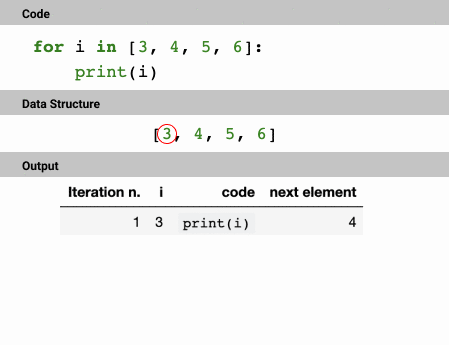 Code
for i in [3, 4, 5, 6]:
    print(i)
Data Structure
[3, 4, 5, 6]
Output
Iteration n. i code next element
1 3 print(i) 4